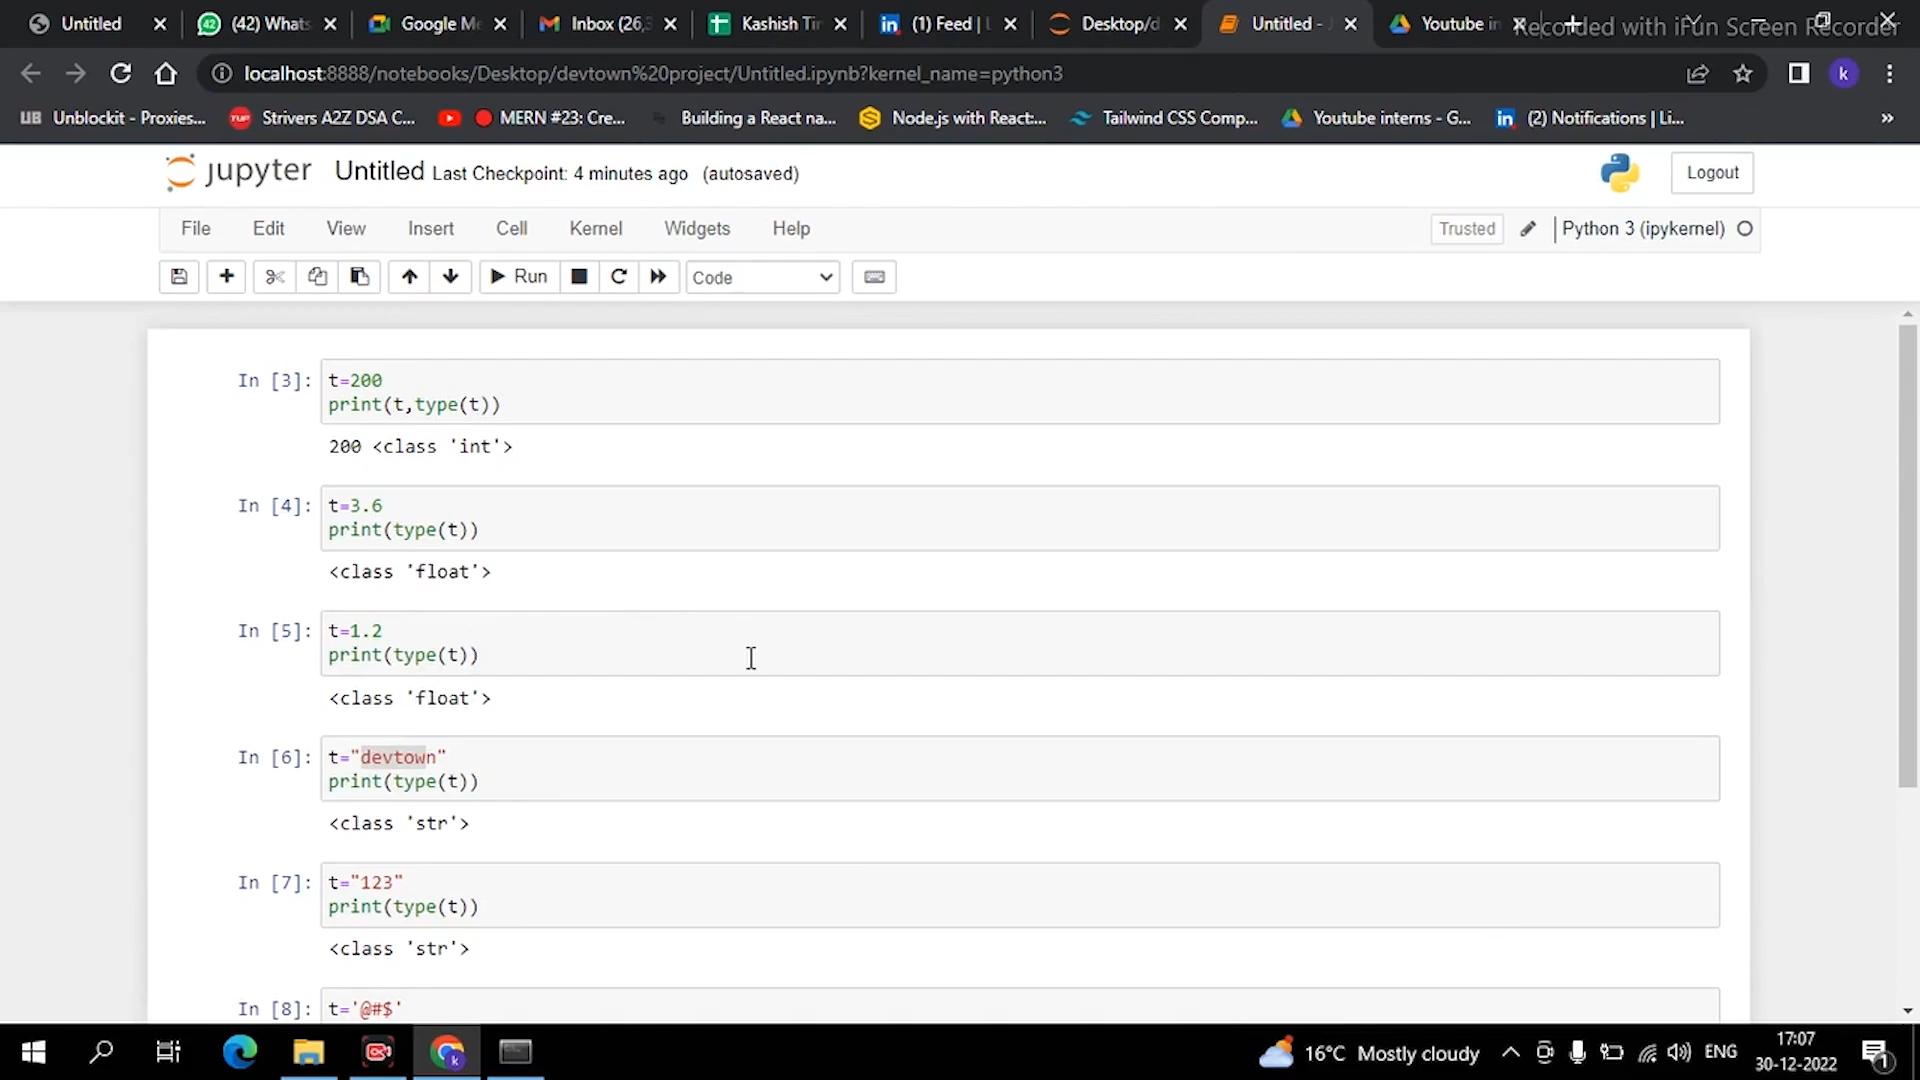 Untitled
(42) Whats
Google Me
Inbox (26,3
Kashish Tir
(1) Feed | L
Desktop/d
Untitled - J
Youtube in
Recorded with iFun Screen Recorder
localhost:8888/notebooks/Desktop/devtown%20project/Untitled.ipynb?kernel_name=python3
k
UB Unblockit - Proxies...
TUF Strivers A2Z DSA C...
MERN #23: Cre...
Building a React na...
Node.js with React:...
Tailwind CSS Comp...
Youtube interns - G...
(2) Notifications | Li...
»
jupyter Untitled Last Checkpoint: 4 minutes ago (autosaved)
Logout
File Edit View Insert Cell Kernel Widgets Help
Trusted
Python 3 (ipykernel)
Run
Code
In [3]: t=200
print(t,type(t))
200 <class 'int'>
In [4]: t=3.6
print(type(t))
<class 'float'>
In [5]: t=1.2
print(type(t))
<class 'float'>
In [6]: t="devtown"
print(type(t))
<class 'str'>
In [7]: t="123"
print(type(t))
<class 'str'>
In [8]: t='@#$'
16°C Mostly cloudy
ENG
17:07
30-12-2022
1